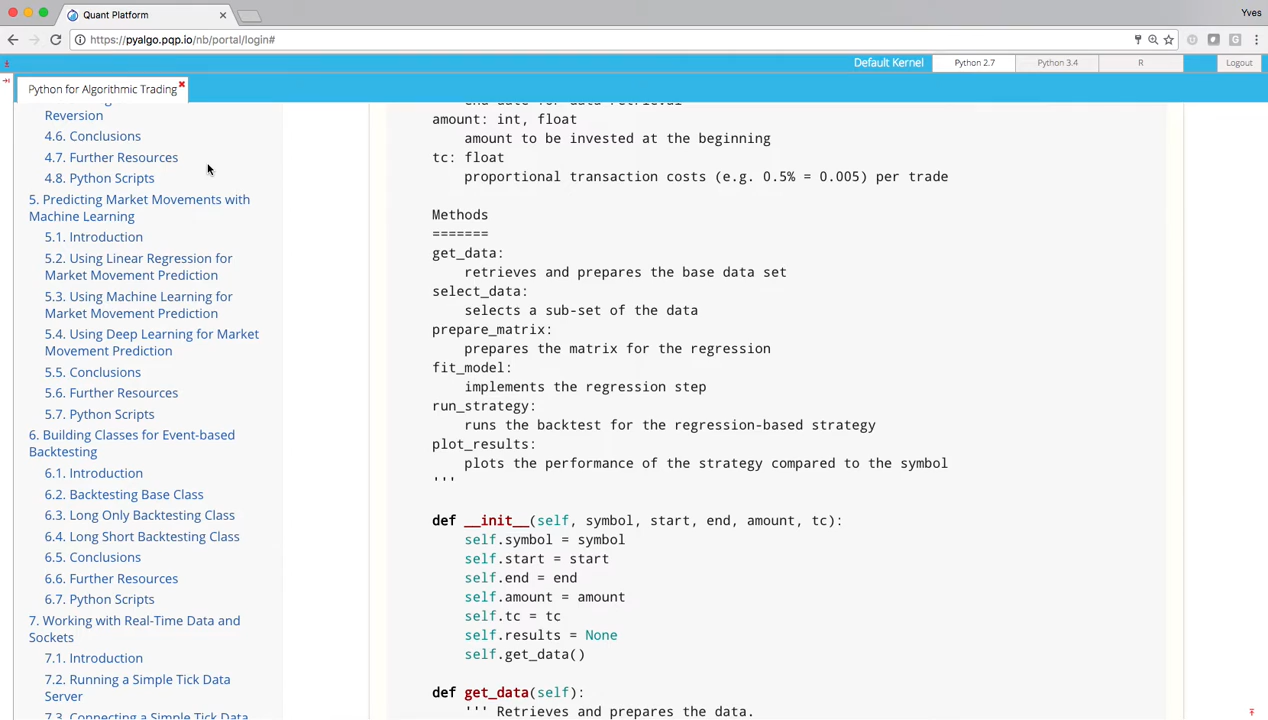 Quant Platform
Yves
https://pyalgo.pqp.io/nb/portal/login#
Default Kernel
Python 2.7
Python 3.4
R
Logout
Python for Algorithmic Trading
Reversion
4.6. Conclusions
4.7. Further Resources
4.8. Python Scripts
5. Predicting Market Movements with
Machine Learning
5.1. Introduction
5.2. Using Linear Regression for
Market Movement Prediction
5.3. Using Machine Learning for
Market Movement Prediction
5.4. Using Deep Learning for Market
Movement Prediction
5.5. Conclusions
5.6. Further Resources
5.7. Python Scripts
6. Building Classes for Event-based
Backtesting
6.1. Introduction
6.2. Backtesting Base Class
6.3. Long Only Backtesting Class
6.4. Long Short Backtesting Class
6.5. Conclusions
6.6. Further Resources
6.7. Python Scripts
7. Working with Real-Time Data and
Sockets
7.1. Introduction
7.2. Running a Simple Tick Data
Server
7.3. Connecting a Simple Tick Data
end date for data retrieval
amount: int, float
amount to be invested at the beginning
tc: float
proportional transaction costs (e.g. 0.5% = 0.005) per trade
Methods
=======
get_data:
retrieves and prepares the base data set
select_data:
selects a sub-set of the data
prepare_matrix:
prepares the matrix for the regression
fit_model:
implements the regression step
run_strategy:
runs the backtest for the regression-based strategy
plot_results:
plots the performance of the strategy compared to the symbol
'''
def __init__(self, symbol, start, end, amount, tc):
self.symbol = symbol
self.start = start
self.end = end
self.amount = amount
self.tc = tc
self.results = None
self.get_data()
def get_data(self):
''' Retrieves and prepares the data.